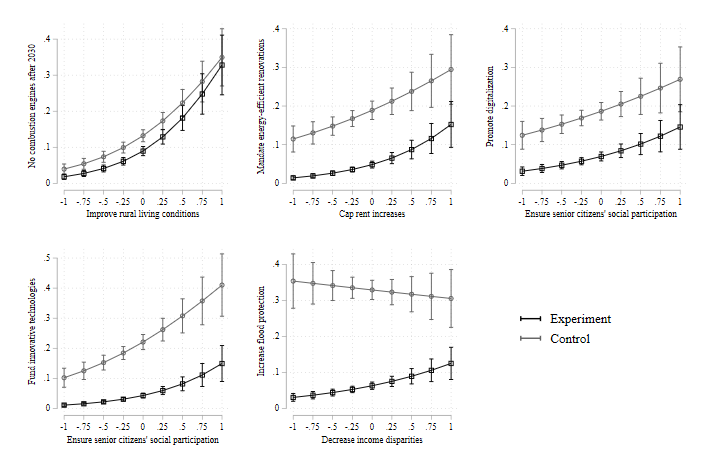 No combustion engines after 2030
.4
.3
.2
.1
0
-1 -.75 -.5 -.25 0 .25 .5 .75 1
Improve rural living conditions
Mandate energy-efficient renovations
.4
.3
.2
.1
0
-1 -.75 -.5 -.25 0 .25 .5 .75 1
Cap rent increases
Promote digitalization
.4
.3
.2
.1
0
-1 -.75 -.5 -.25 0 .25 .5 .75 1
Ensure senior citizens' social participation
Fund innovative technologies
.5
.4
.3
.2
.1
0
-1 -.75 -.5 -.25 0 .25 .5 .75 1
Ensure senior citizens' social participation
Increase flood protection
.4
.3
.2
.1
0
-1 -.75 -.5 -.25 0 .25 .5 .75 1
Decrease income disparities
Experiment
Control